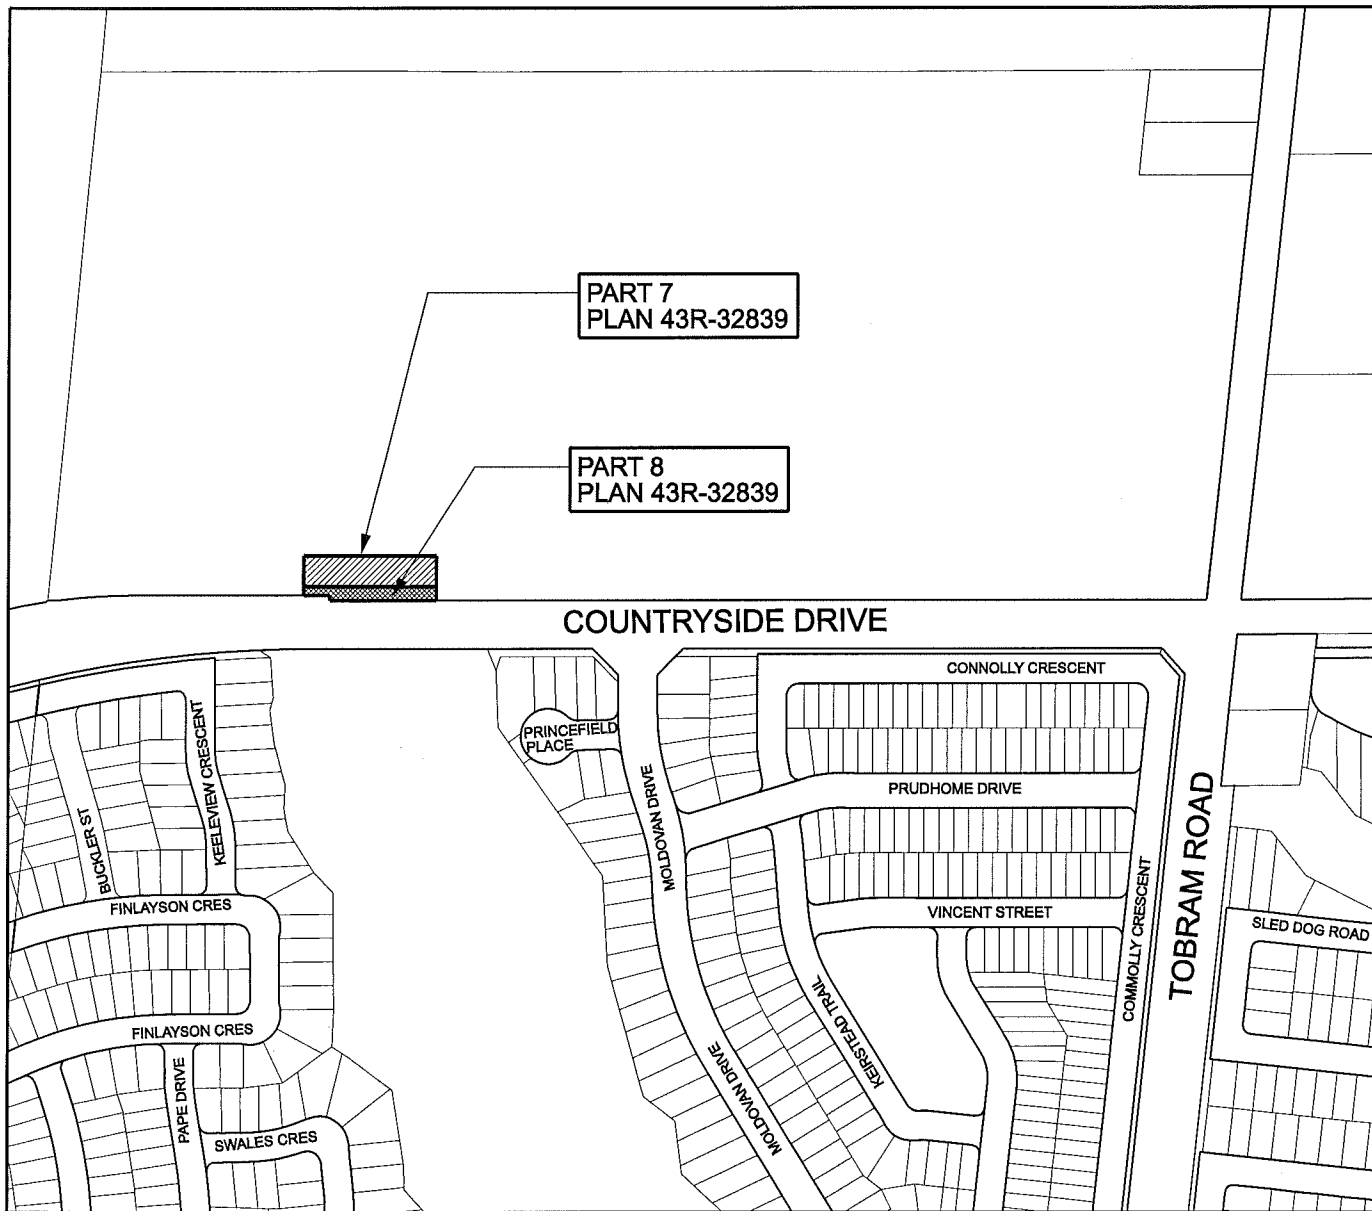 PART 7
PLAN 43R-32839
PART 8
PLAN 43R-32839
COUNTRYSIDE DRIVE
CONNOLLY CRESCENT
PRINCEFIELD
PLACE
KEELEVIEW CRESCENT
BUCKLER ST
MOLDOVAN DRIVE
PRUDHOME DRIVE
TOBRAM ROAD
COMMOLLY CRESCENT
FINLAYSON CRES
VINCENT STREET
SLED DOG ROAD
KEIRSTEAD TRAIL
FINLAYSON CRES
PAPE DRIVE
MOLDOVAN DRIVE
SWALES CRES